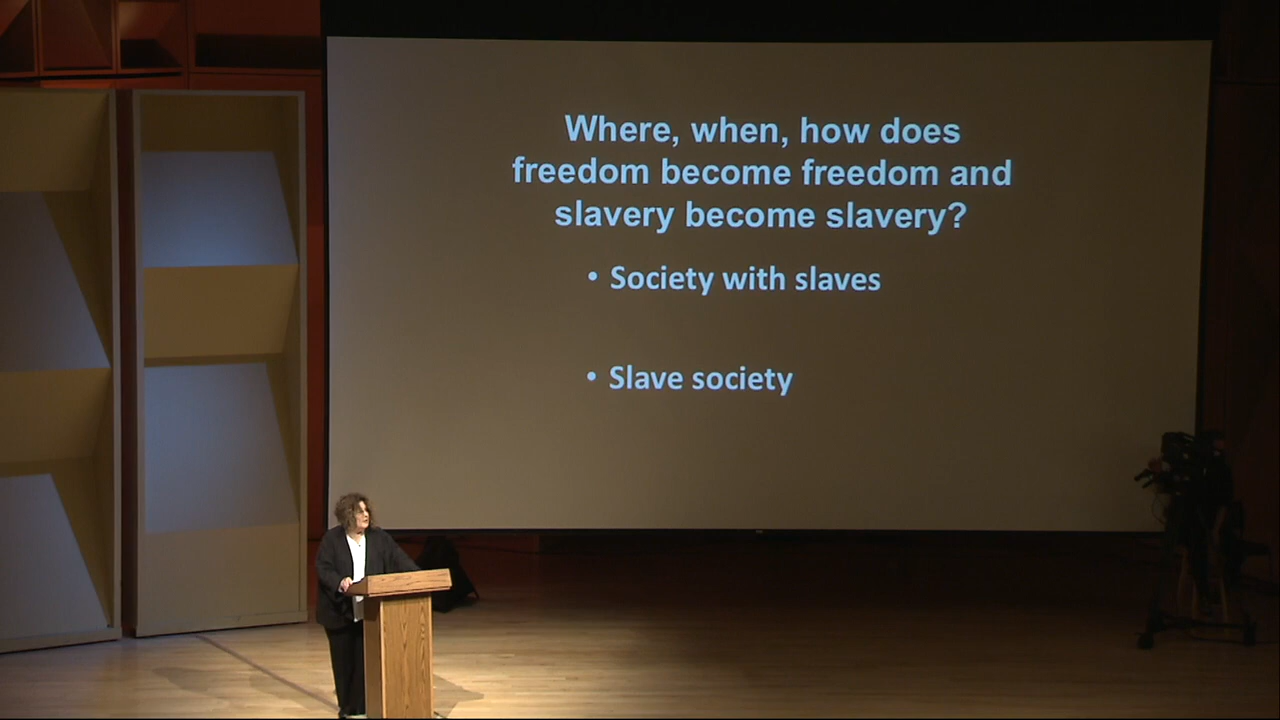 Where, when, how does
freedom become freedom and
slavery become slavery?
• Society with slaves
• Slave society